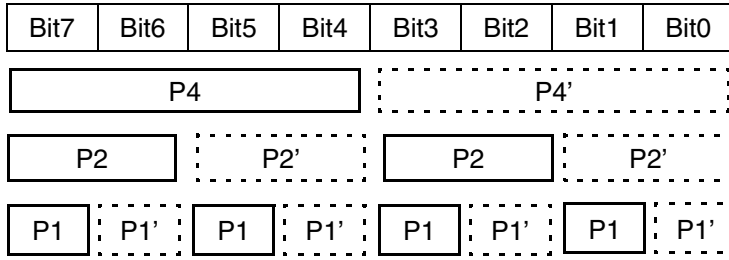 Bit7 Bit6 Bit5 Bit4 Bit3 Bit2 Bit1 Bit0
P4 P4’
P2 P2’ P2 P2’
P1 P1’ P1 P1’ P1 P1’ P1 P1’